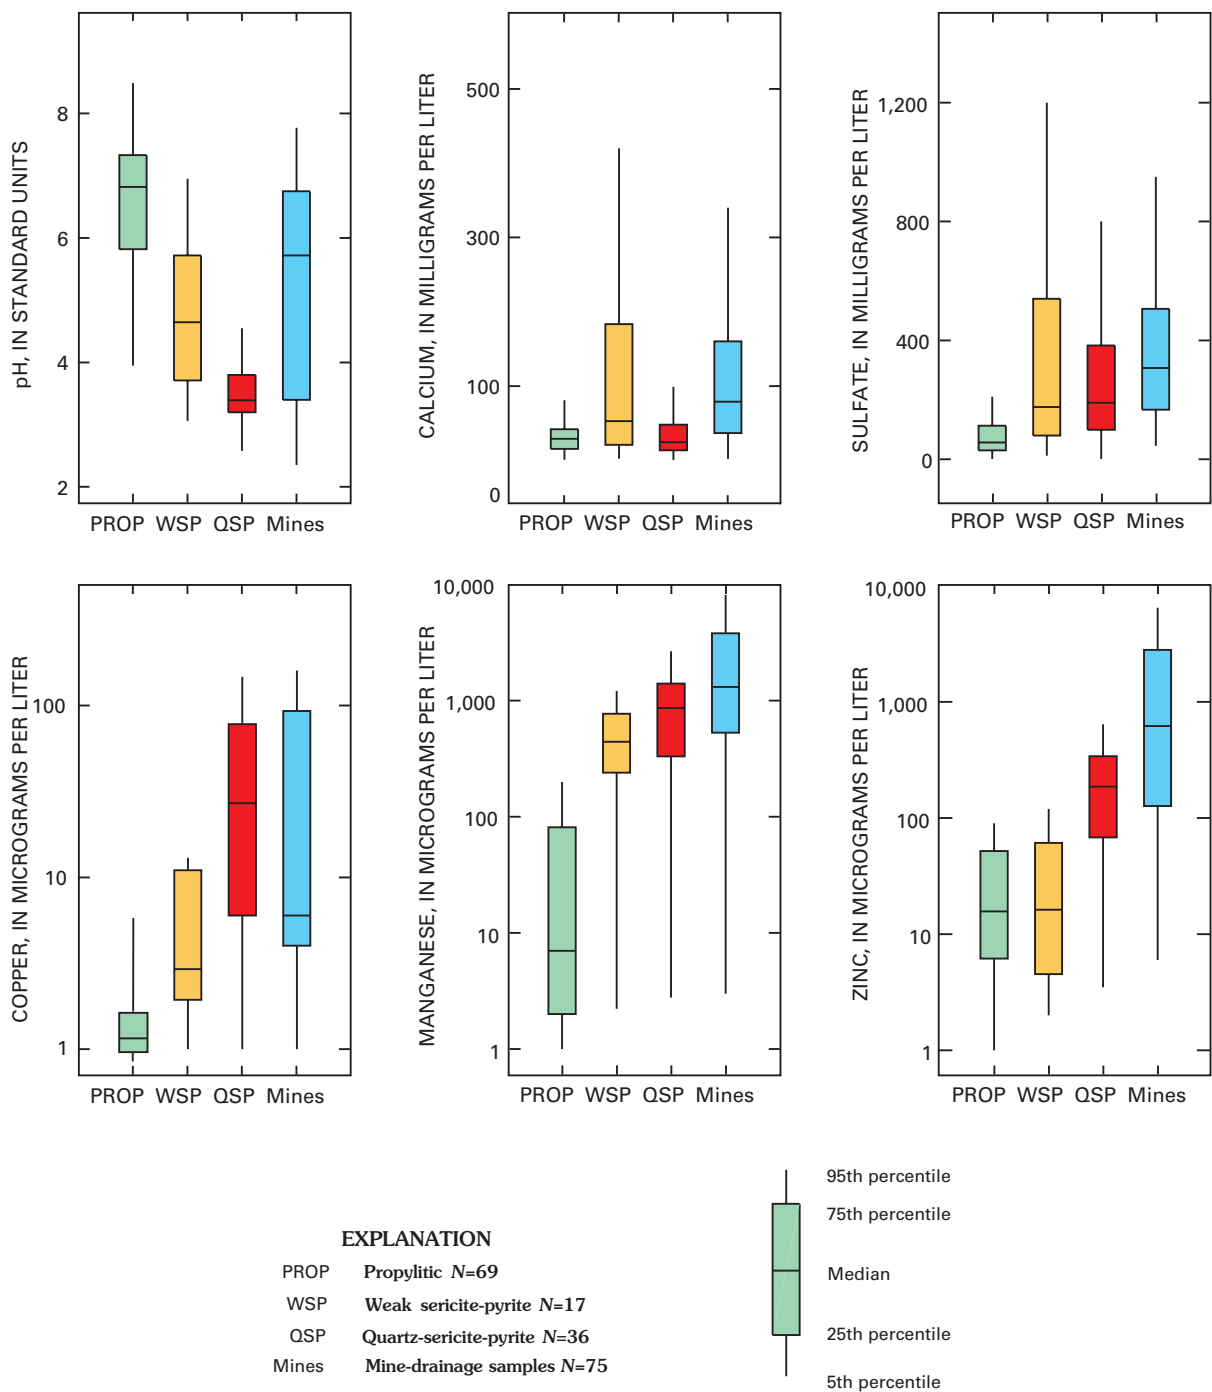 pH, IN STANDARD UNITS
8
6
4
2
PROP WSP QSP Mines
CALCIUM, IN MILLIGRAMS PER LITER
500
300
100
0
PROP WSP QSP Mines
SULFATE, IN MILLIGRAMS PER LITER
1,200
800
400
0
PROP WSP QSP Mines
COPPER, IN MICROGRAMS PER LITER
100
10
1
PROP WSP QSP Mines
MANGANESE, IN MICROGRAMS PER LITER
10,000
1,000
100
10
1
PROP WSP QSP Mines
ZINC, IN MICROGRAMS PER LITER
10,000
1,000
100
10
1
PROP WSP QSP Mines
EXPLANATION
PROP Propylitic N=69
WSP Weak sericite-pyrite N=17
QSP Quartz-sericite-pyrite N=36
Mines Mine-drainage samples N=75
95th percentile
75th percentile
Median
25th percentile
5th percentile